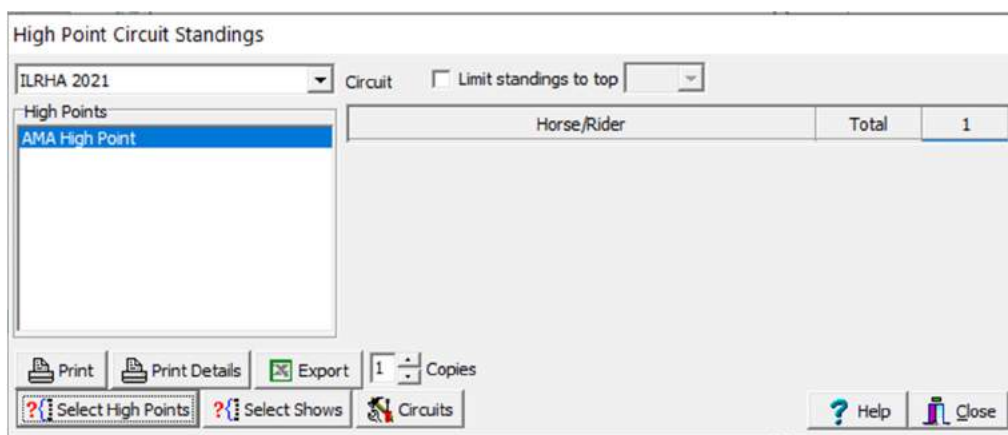 High Point Circuit Standings
ILRHA 2021 Circuit Limit standings to top
High Points
Horse/Rider Total 1
AMA High Point
Print Print Details Export 1 Copies
?{ Select High Points ?{ Select Shows Circuits ? Help Close